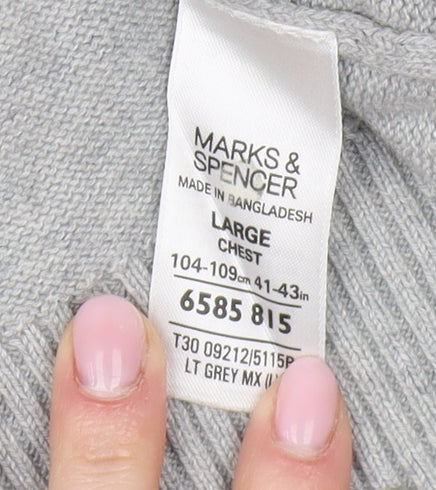 MARKS &
SPENCER
MADE IN BANGLADESH
LARGE
CHEST
104-109cm 41-43in
6585 815
T30 09212/5115
LT GREY MX